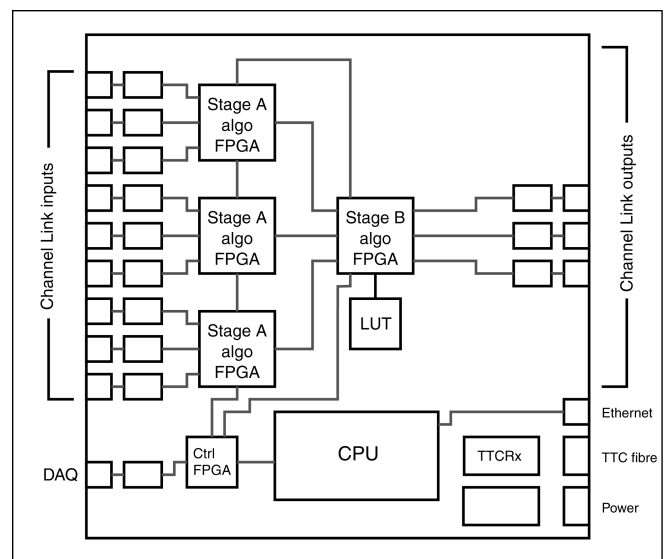 Channel Link inputs
Stage A
algo
FPGA
Stage A
algo
FPGA
Stage A
algo
FPGA
Stage B
algo
FPGA
LUT
Channel Link outputs
DAQ
Ctrl
FPGA
CPU
TTCRx
Ethernet
TTC fibre
Power